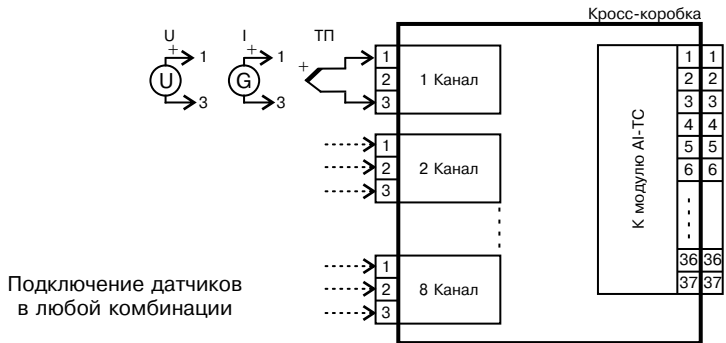 Кросс-коробка
U I ТП
+ 1 + 1 +
U G
3 3
1
2
3
1 Канал
1
2
3
2 Канал
1
2
3
8 Канал
К модулю AI-TC
1 1
2 2
3 3
4 4
5 5
6 6
36 36
37 37
Подключение датчиков
в любой комбинации